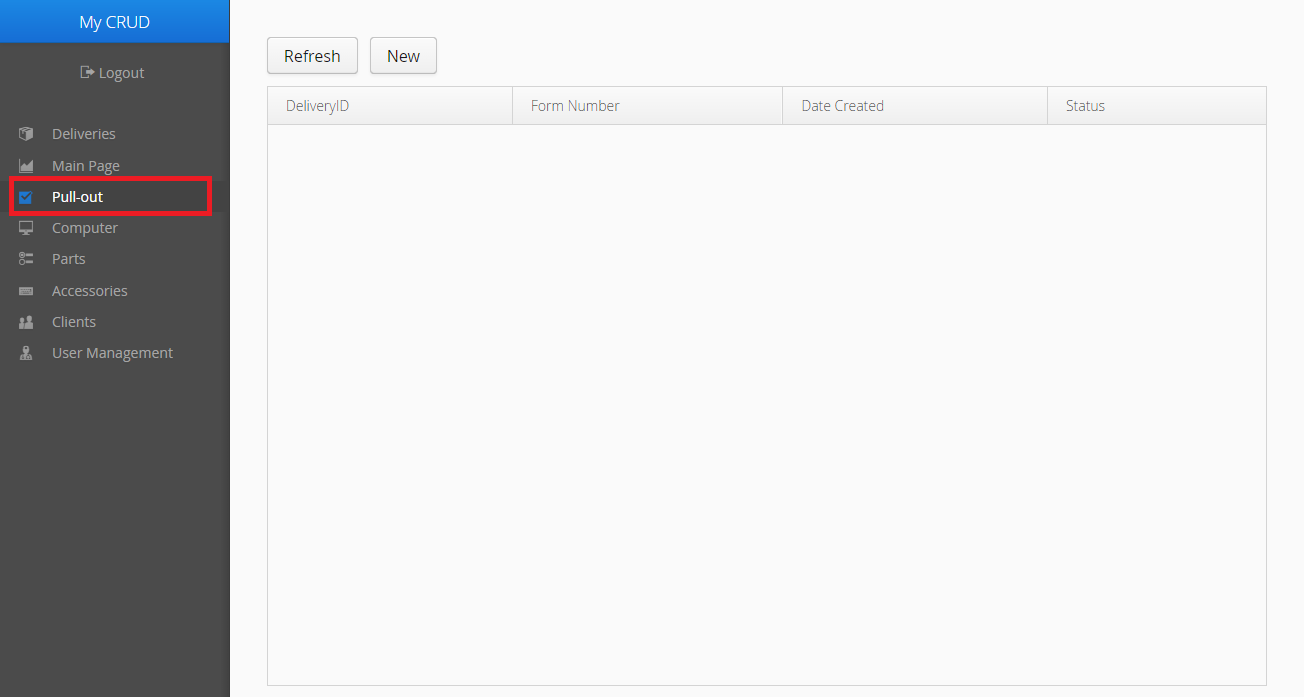 My CRUD
Logout
Deliveries
Main Page
Pull-out
Computer
Parts
Accessories
Clients
User Management
Refresh New
DeliveryID Form Number Date Created Status